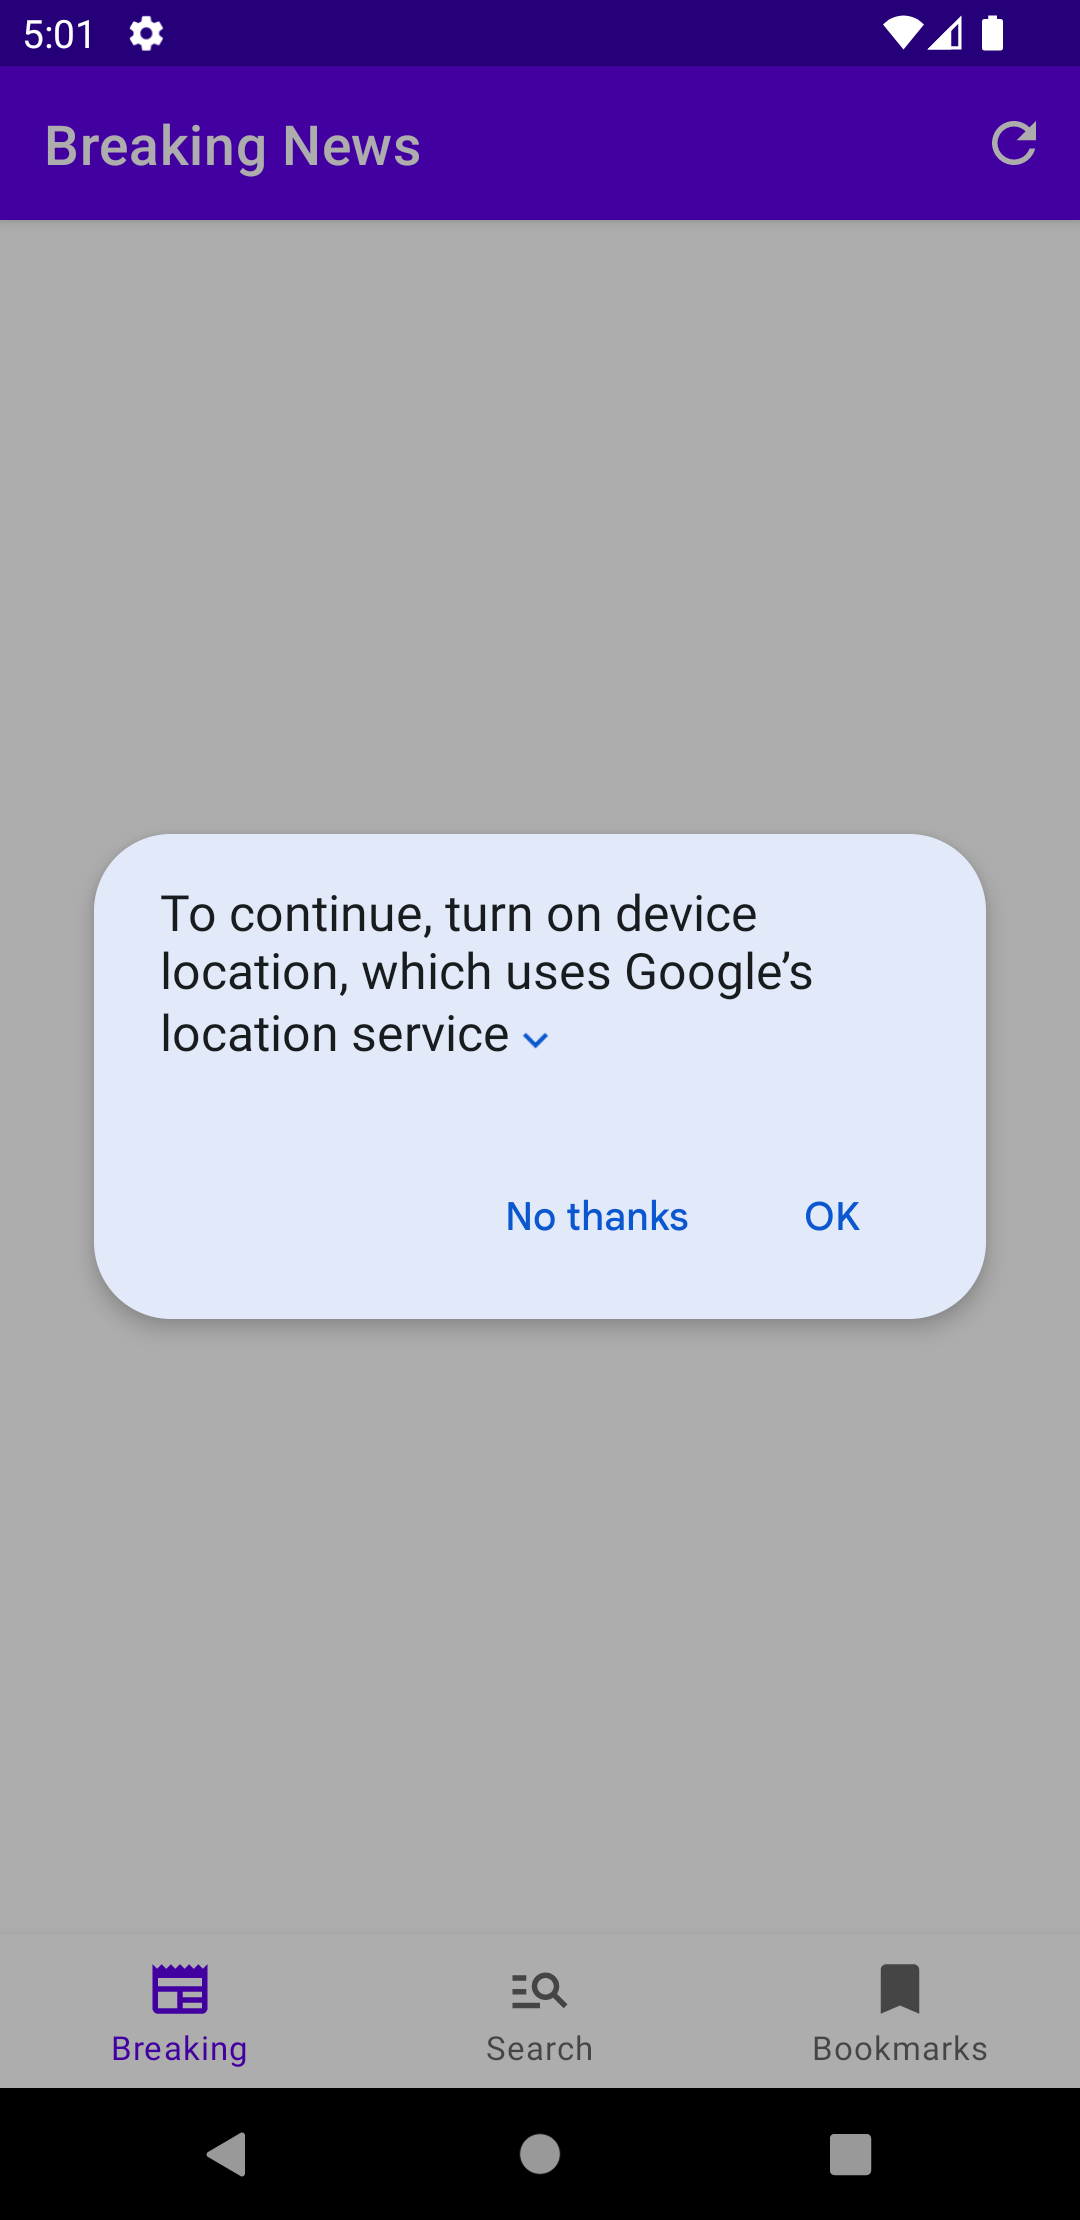 5:01
Breaking News
To continue, turn on device
location, which uses Google’s
location service
No thanks
OK
Breaking
Search
Bookmarks